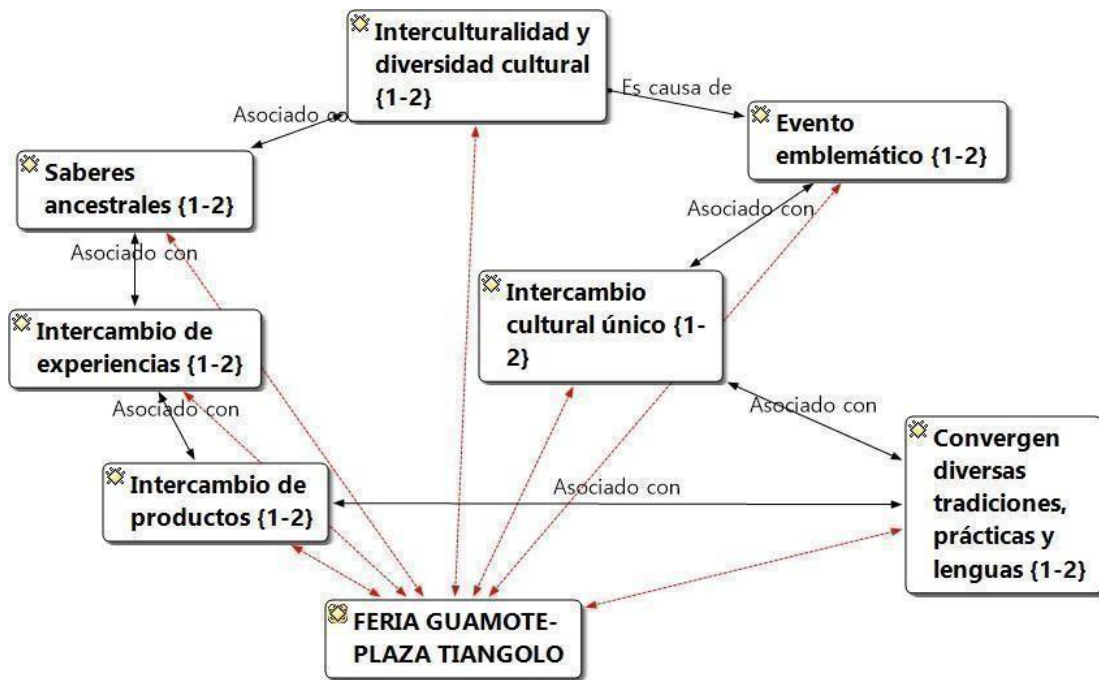 Interculturalidad y
diversidad cultural
{1-2}
Es causa de
Asociado co
Evento
emblemático {1-2}
Saberes
ancestrales {1-2}
Asociado con
Asociado con
Intercambio
cultural único {1-
2}
Intercambio de
experiencias {1-2}
Asociado con
Asociado con
Convergen
diversas
tradiciones,
prácticas y
lenguas {1-2}
Intercambio de
productos {1-2}
Asociado con
FERIA GUAMOTE-
PLAZA TIANGOLO